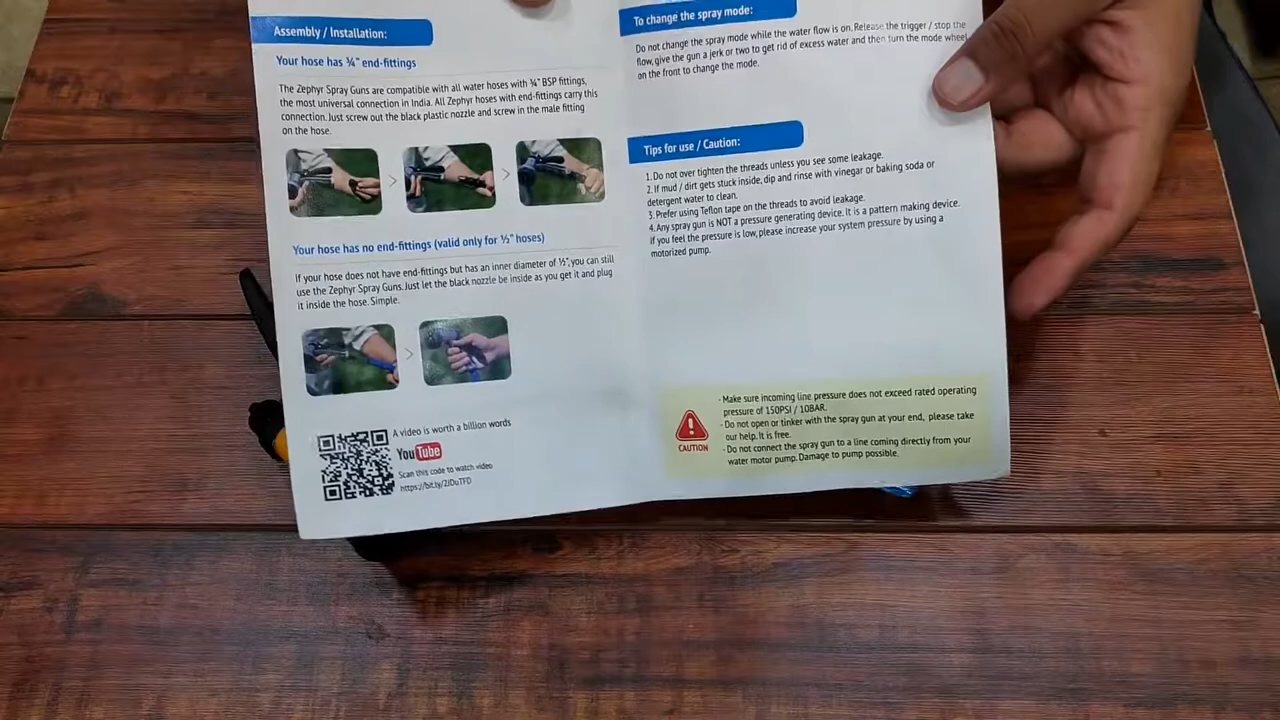 Assembly / Installation:
Your hose has ¾" end-fittings
The Zephyr Spray Guns are compatible with all water hoses with ¾" BSP fittings,
the most universal connection in India. All Zephyr hoses with end-fittings carry this
connection. Just screw out the black plastic nozzle and screw in the male fitting
on the hose.
> >
Your hose has no end-fittings (valid only for ½" hoses)
If your hose does not have end-fittings but has an inner diameter of ½", you can still
use the Zephyr Spray Guns. Just let the black nozzle be inside as you get it and plug
it inside the hose. Simple.
>
A video is worth a billion words
YouTube
Scan this code to watch video
https://bit.ly/2JDuTFD
To change the spray mode:
Do not change the spray mode while the water flow is on. Release the trigger / stop the
flow, give the gun a jerk or two to get rid of excess water and then turn the mode wheel
on the front to change the mode.
Tips for use / Caution:
1. Do not over tighten the threads unless you see some leakage.
2. If mud / dirt gets stuck inside, dip and rinse with vinegar or baking soda or
detergent water to clean.
3. Prefer using Teflon tape on the threads to avoid leakage.
4. Any spray gun is NOT a pressure generating device. It is a pattern making device.
If you feel the pressure is low, please increase your system pressure by using a
motorized pump.
CAUTION
- Make sure incoming line pressure does not exceed rated operating
pressure of 150PSI / 10BAR.
- Do not open or tinker with the spray gun at your end, please take
our help. It is free.
- Do not connect the spray gun to a line coming directly from your
water motor pump. Damage to pump possible.